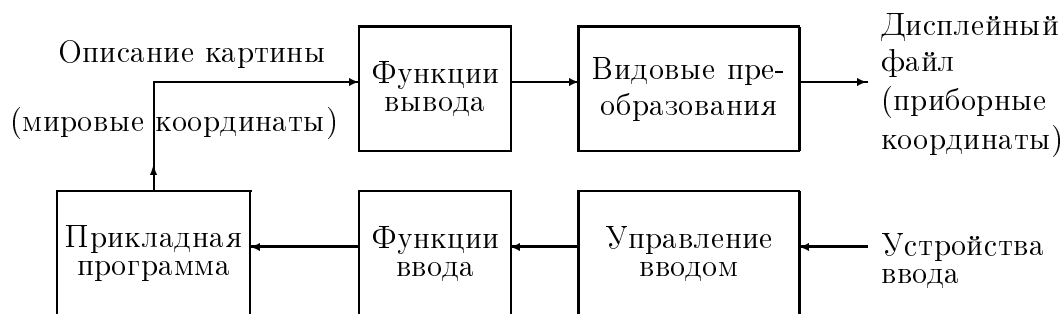 Описание картины
(мировые координаты)
Функции
вывода
Видовые пре-
образования
Дисплейный
файл
(приборные
координаты)
Прикладная
программа
Функции
ввода
Управление
вводом
Устройства
ввода